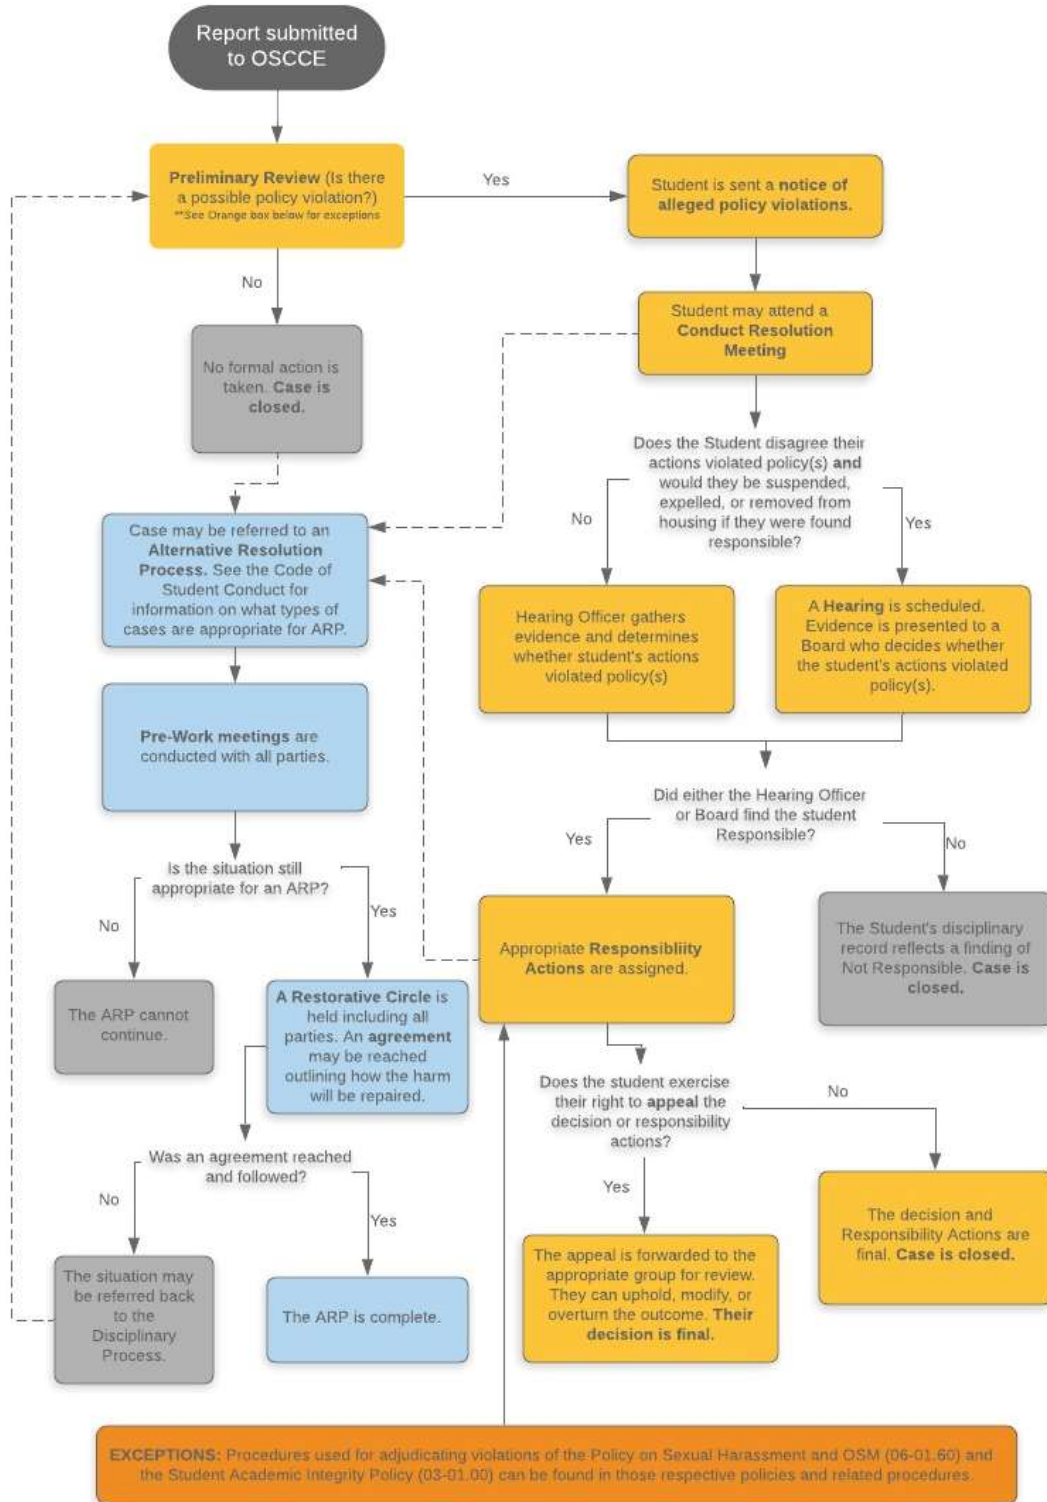 Report submitted
to OSCCE
Preliminary Review (Is there
a possible policy violation?)
**See Orange box below for exceptions
Yes
Student is sent a notice of
alleged policy violations.
No
Student may attend a
Conduct Resolution
Meeting
No formal action is
taken. Case is
closed.
Does the Student disagree their
actions violated policy(s) and
would they be suspended,
expelled, or removed from
housing if they were found
responsible?
No
Yes
Case may be referred to an
Alternative Resolution
Process. See the Code of
Student Conduct for
information on what types of
cases are appropriate for ARP.
Hearing Officer gathers
evidence and determines
whether student's actions
violated policy(s)
A Hearing is scheduled.
Evidence is presented to a
Board who decides whether
the student's actions violated
policy(s).
Pre-Work meetings are
conducted with all parties.
Did either the Hearing Officer
or Board find the student
Responsible?
Yes
No
Is the situation still
appropriate for an ARP?
No
Yes
Appropriate Responsibliity
Actions are assigned.
The Student's disciplinary
record reflects a finding of
Not Responsible. Case is
closed.
The ARP cannot
continue.
A Restorative Circle is
held including all
parties. An agreement
may be reached
outlining how the harm
will be repaired.
Does the student exercise
their right to appeal the
decision or responsibility
actions?
No
Yes
Was an agreement reached
and followed?
No
Yes
The decision and
Responsibility Actions are
final. Case is closed.
The situation may
be referred back
to the
Disciplinary
Process.
The ARP is complete.
The appeal is forwarded to the
appropriate group for review.
They can uphold, modify, or
overturn the outcome. Their
decision is final.
EXCEPTIONS: Procedures used for adjudicating violations of the Policy on Sexual Harassment and OSM (06-01.60) and
the Student Academic Integrity Policy (03-01.00) can be found in those respective policies and related procedures.